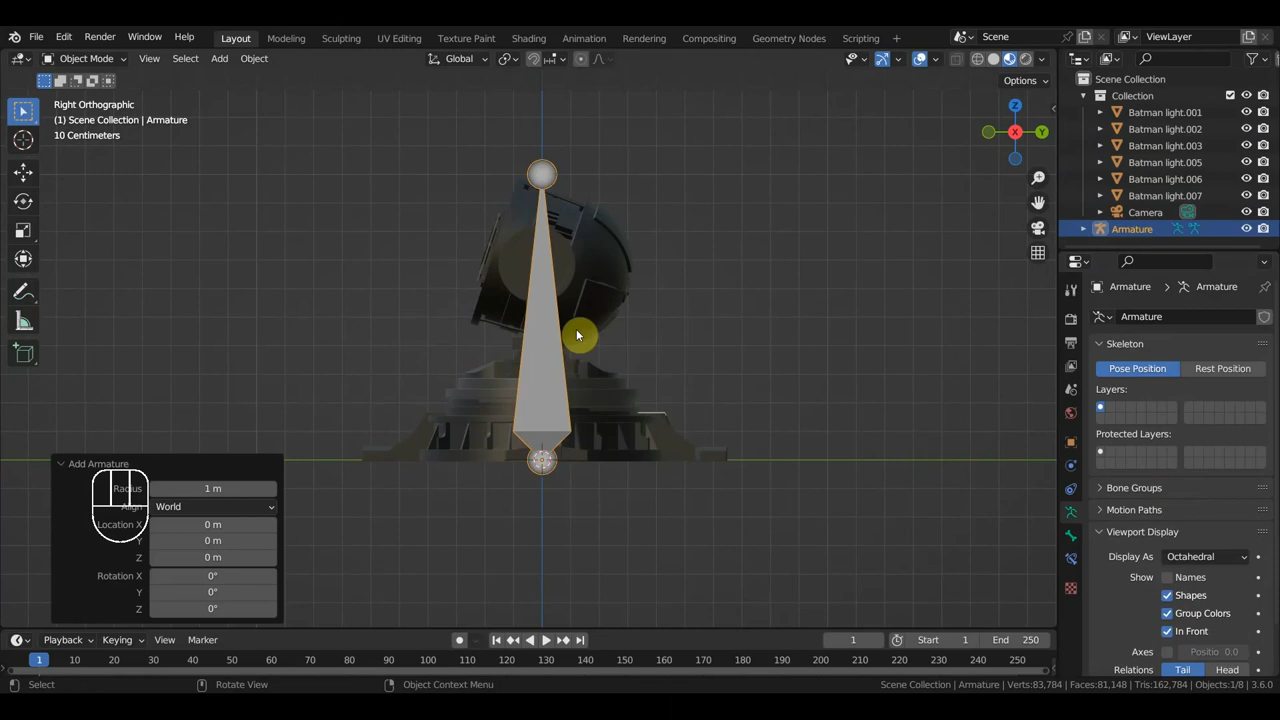 File Edit Render Window Help Layout Modeling Sculpting UV Editing Texture Paint Shading Animation Rendering Compositing Geometry Nodes Scripting + Scene ViewLayer
Object Mode View Select Add Object Global
Options
Right Orthographic
(1) Scene Collection | Armature
10 Centimeters
Z
Y
X
Scene Collection
Collection
Batman light.001
Batman light.002
Batman light.003
Batman light.005
Batman light.006
Batman light.007
Camera
Armature
Armature > Armature
Armature
Skeleton
Pose Position Rest Position
Layers:
Protected Layers:
Bone Groups
Motion Paths
Viewport Display
Display As Octahedral
Show Names
Shapes
Group Colors
In Front
Axes Positio 0.0
Relations Tail Head
Add Armature
Radius 1 m
Align World
Location X 0 m
Y 0 m
Z 0 m
Rotation X 0°
Y 0°
Z 0°
Playback Keying View Marker 1 Start 1 End 250
1 10 20 30 40 50 60 70 80 90 100 110 120 130 140 150 160 170 180 190 200 210 220 230 240 250
Select Rotate View Object Context Menu Scene Collection | Armature | Verts:83,784 | Faces:81,148 | Tris:162,784 | Objects:1/8 | 3.6.0